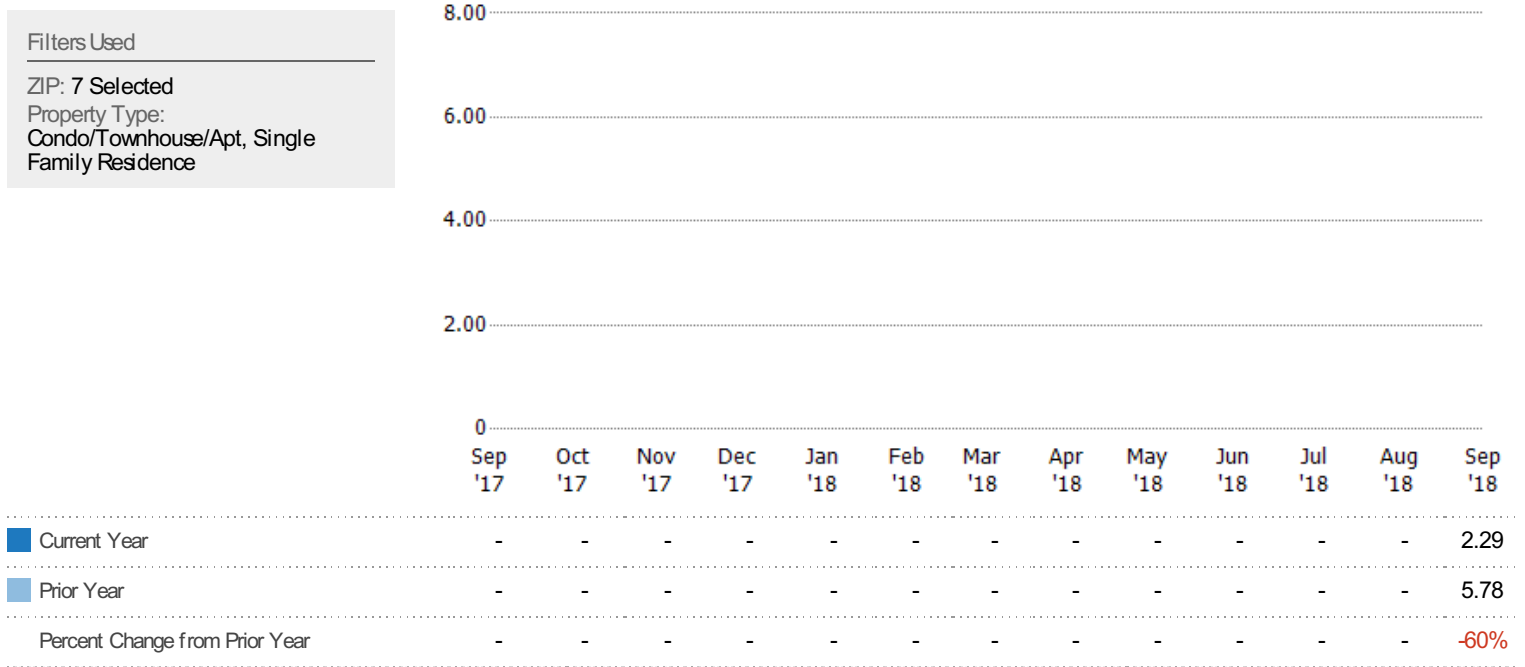 Filters Used
ZIP: 7 Selected
Property Type:
Condo/Townhouse/Apt, Single
Family Residence
8.00
6.00
4.00
2.00
0
Sep Oct Nov Dec Jan Feb Mar Apr May Jun Jul Aug Sep
'17 '17 '17 '17 '18 '18 '18 '18 '18 '18 '18 '18 '18
Current Year - - - - - - - - - - - - 2.29
Prior Year - - - - - - - - - - - - 5.78
Percent Change from Prior Year - - - - - - - - - - - - -60%